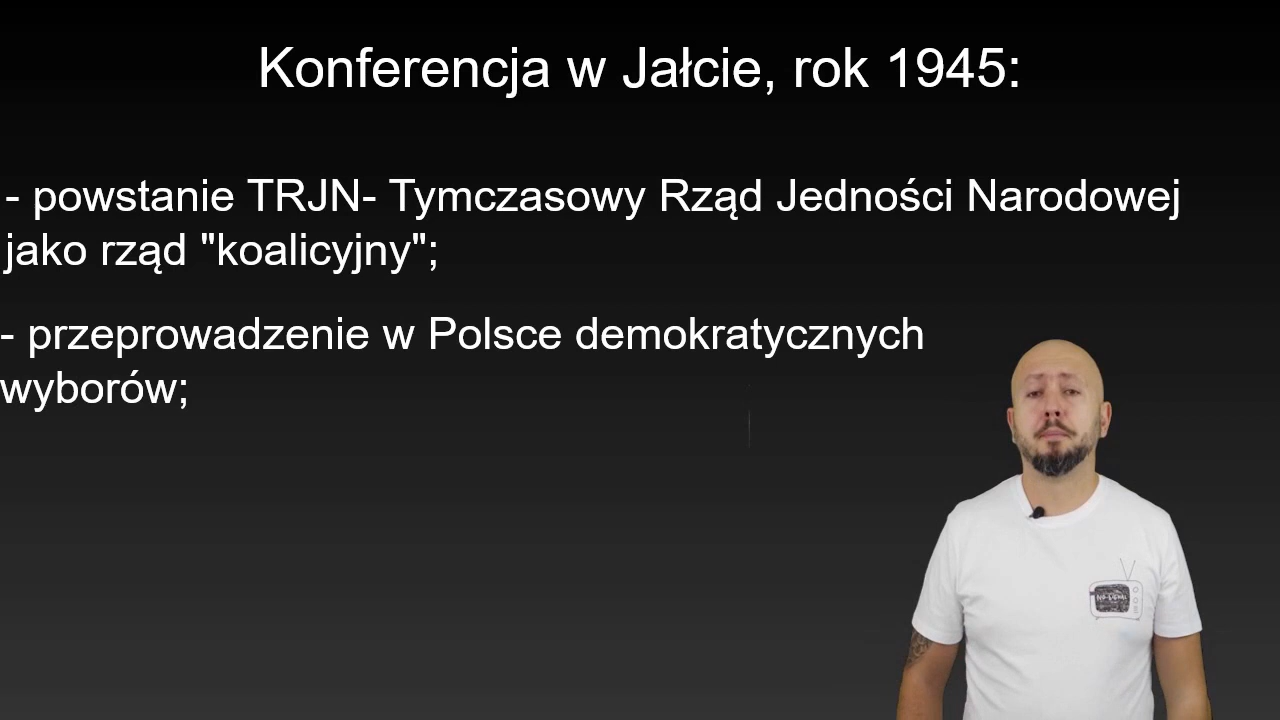 Konferencja w Jałcie, rok 1945:
- powstanie TRJN- Tymczasowy Rząd Jedności Narodowej
jako rząd "koalicyjny";
- przeprowadzenie w Polsce demokratycznych
wyborów;